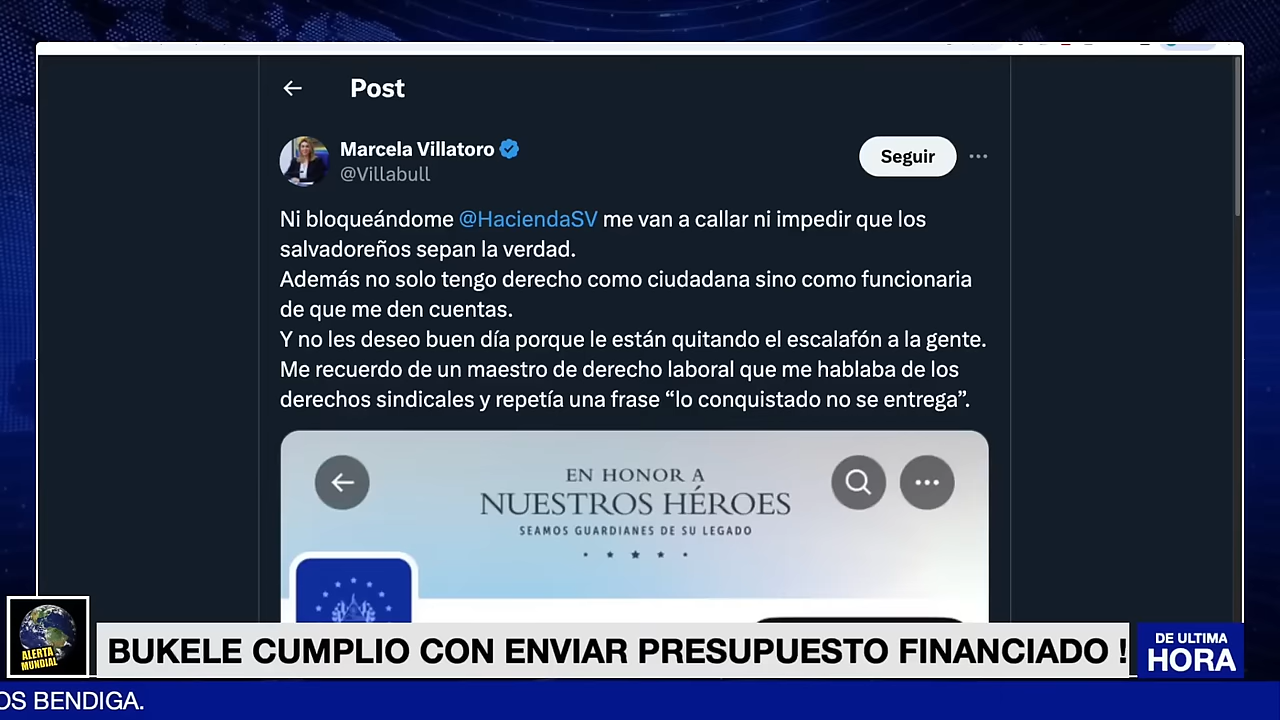 Post
Marcela Villatoro
@Villabull
Seguir
Ni bloqueándome @HaciendaSV me van a callar ni impedir que los
salvadoreños sepan la verdad.
Además no solo tengo derecho como ciudadana sino como funcionaria
de que me den cuentas.
Y no les deseo buen día porque le están quitando el escalafón a la gente.
Me recuerdo de un maestro de derecho laboral que me hablaba de los
derechos sindicales y repetía una frase “lo conquistado no se entrega”.
EN HONOR A
NUESTROS HÉROES
SEAMOS GUARDIANES DE SU LEGADO
ALERTA
MUNDIAL
BUKELE CUMPLIO CON ENVIAR PRESUPUESTO FINANCIADO !
DE ULTIMA
HORA
OS BENDIGA.